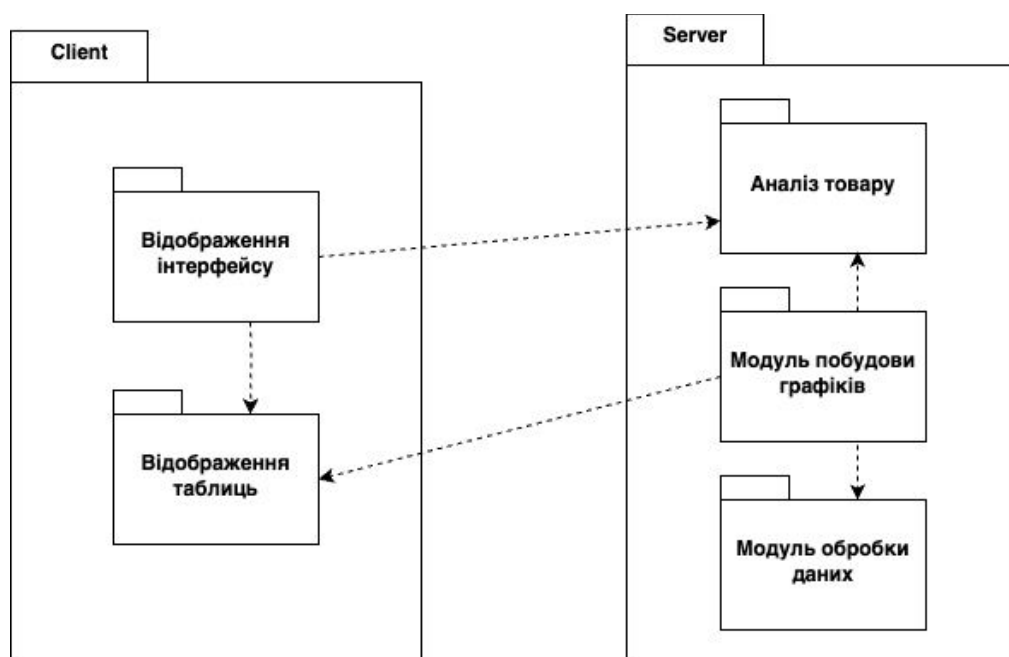 Client
Відображення
інтерфейсу
Відображення
таблиць
Server
Аналіз товару
Модуль побудови
графіків
Модуль обробки
даних